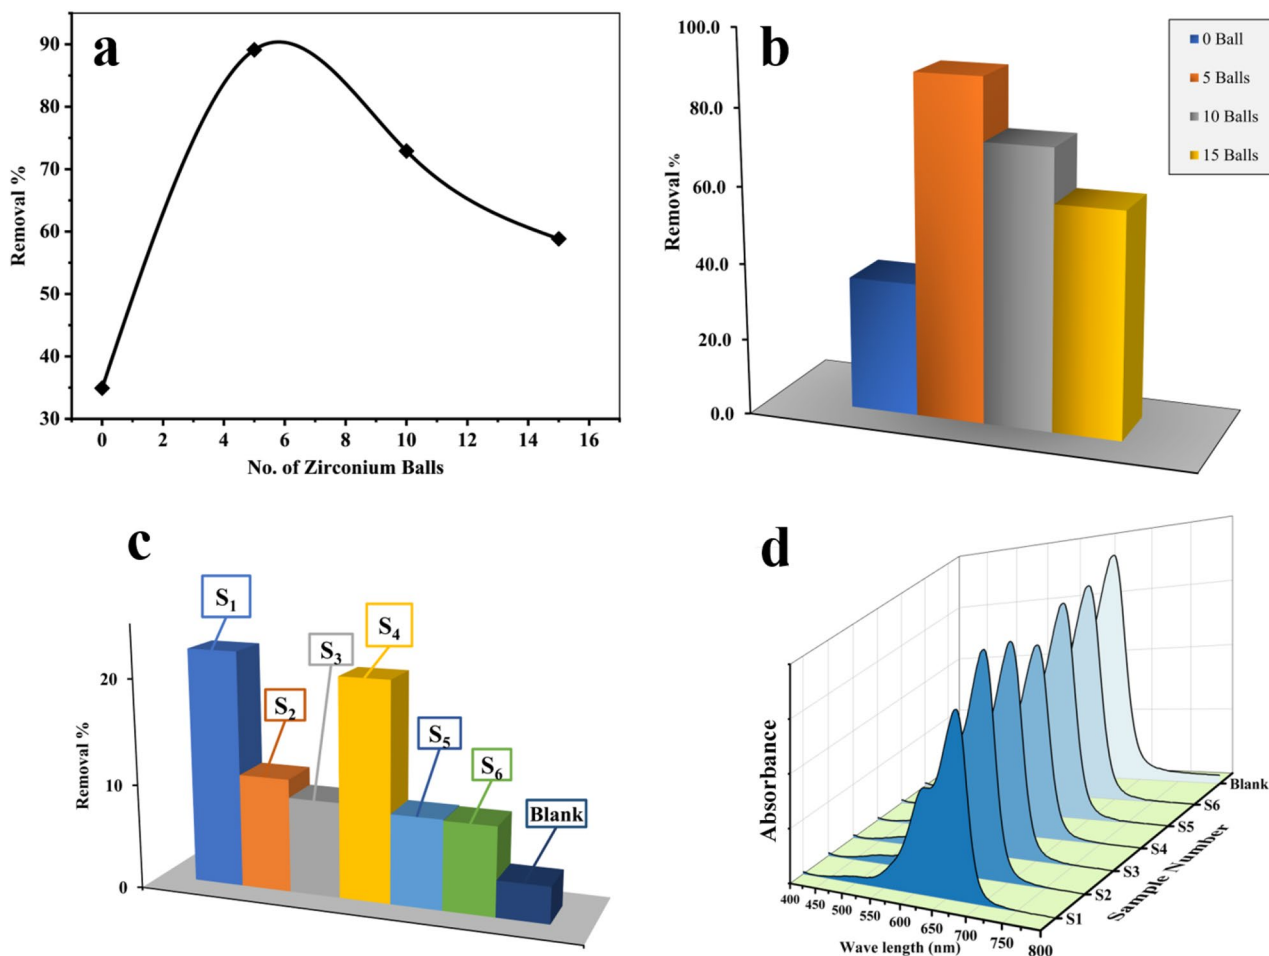 a
90
80
70
60
50
40
30
Removal %
0 2 4 6 8 10 12 14 16
No. of Zirconium Balls
b
100.0
80.0
60.0
40.0
20.0
0.0
Removal %
0 Ball
5 Balls
10 Balls
15 Balls
c
20
10
0
Removal %
S1
S2
S3
S4
S5
S6
Blank
d
Absorbance
400 450 500 550 600 650 700 750 800
Wave length (nm)
S1
S2
S3
S4
S5
S6
Blank
Sample Number